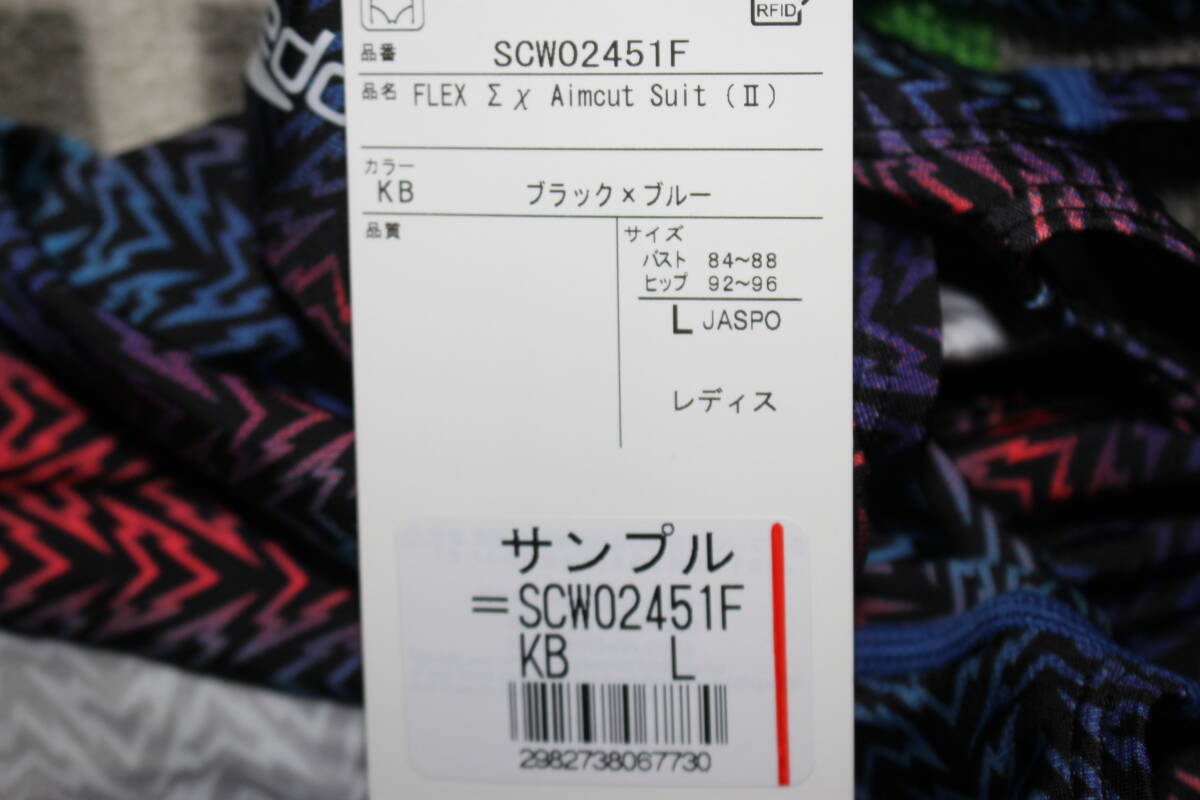 RFID
品番 SCW02451F
品名 FLEX Σχ Aimcut Suit (Ⅱ)
カラー
KB ブラック×ブルー
品質
サイズ
バスト 84~88
ヒップ 92~96
L JASPO
レディス
サンプル
=SCW02451F
KB L
2982738067730